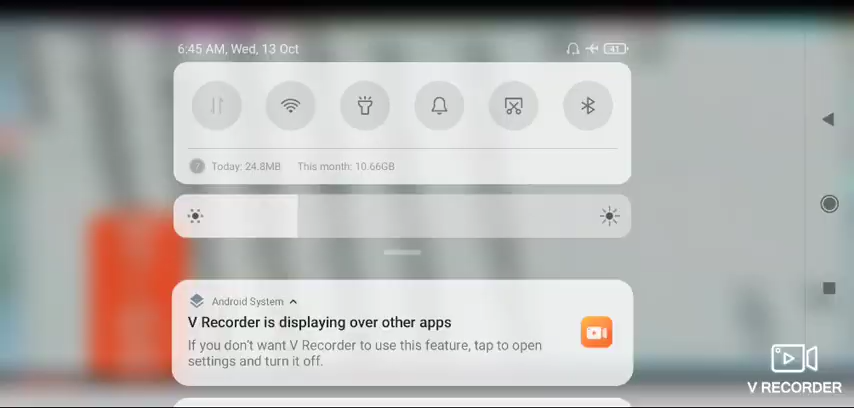 6:45 AM, Wed, 13 Oct
41
Today: 24.8MB This month: 10.66GB
Android System
V Recorder is displaying over other apps
If you don't want V Recorder to use this feature, tap to open
settings and turn it off.
V RECORDER